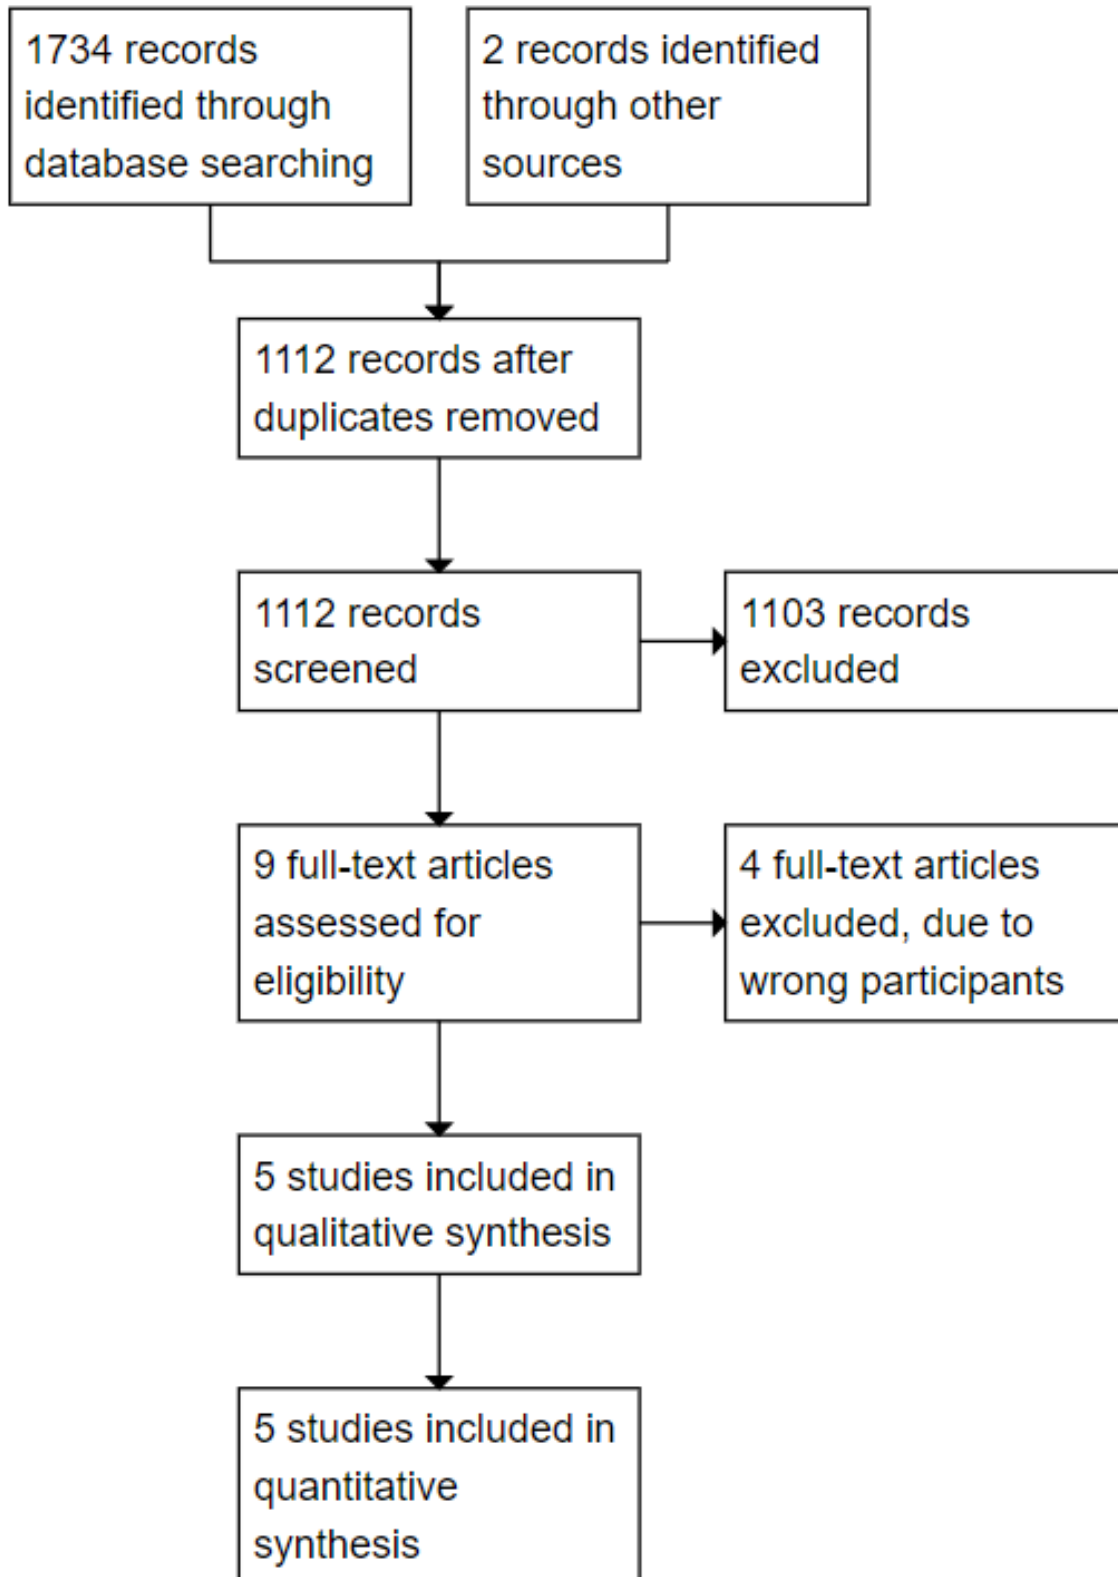 1734 records
identified through
database searching
2 records identified
through other
sources
1112 records after
duplicates removed
1112 records
screened
1103 records
excluded
9 full-text articles
assessed for
eligibility
4 full-text articles
excluded, due to
wrong participants
5 studies included in
qualitative synthesis
5 studies included in
quantitative
synthesis